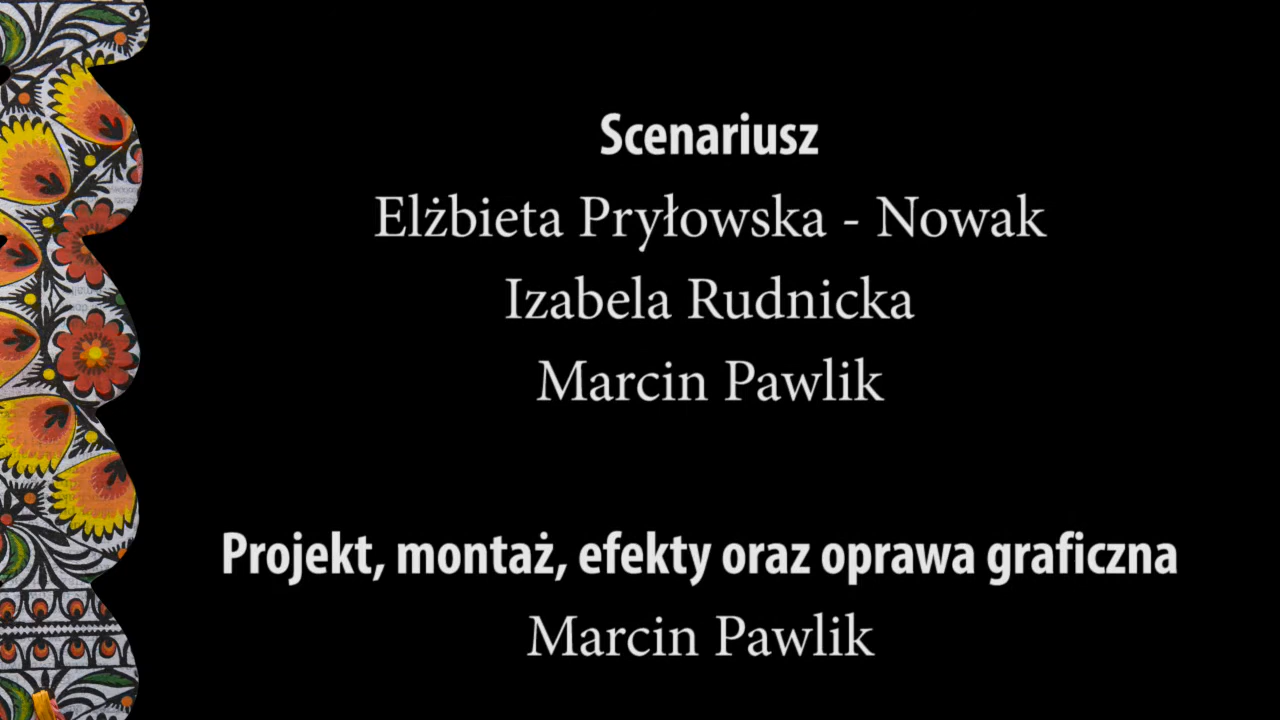 Scenariusz
Elżbieta Pryłowska - Nowak
Izabela Rudnicka
Marcin Pawlik
Projekt, montaż, efekty oraz oprawa graficzna
Marcin Pawlik